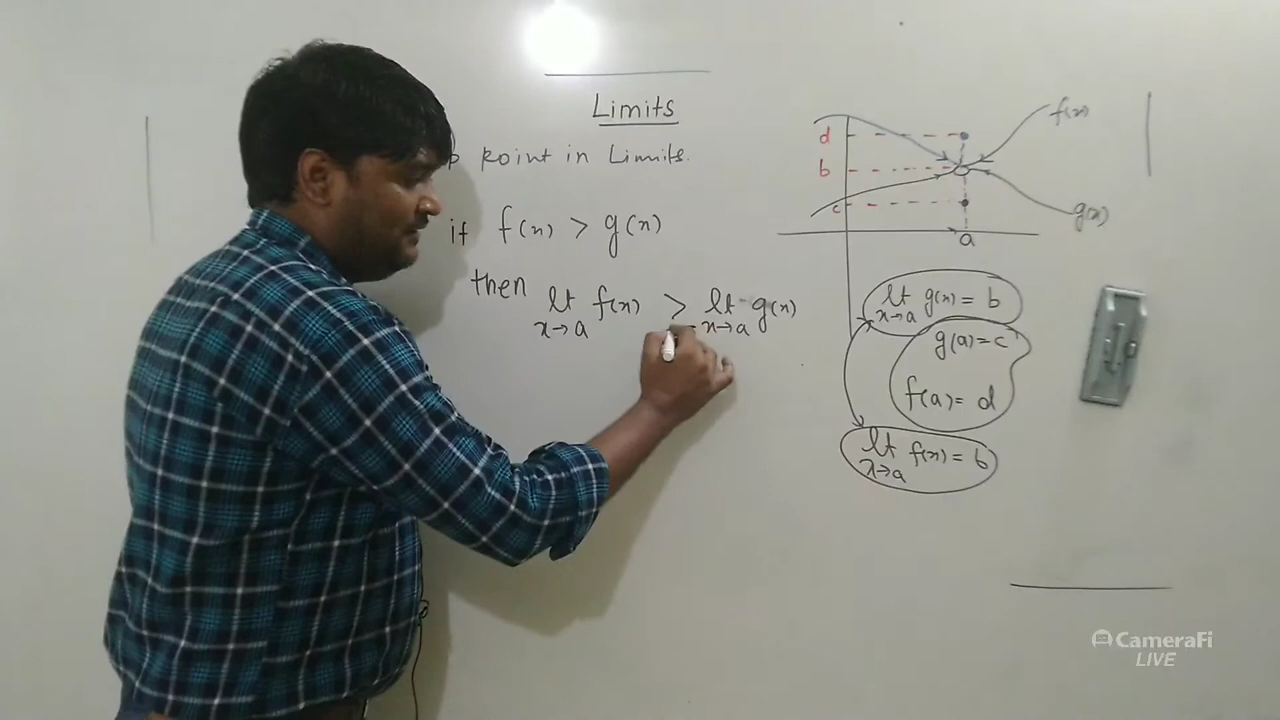 Limits
point in Limits.
if f(x) > g(x)
then lt x→a f(x) > lt x→a g(x)
f(x)
d
b
c
g(x)
a
lt x→a g(x) = b
g(a) = c
f(a) = d
lt x→a f(x) = b
CameraFi
LIVE